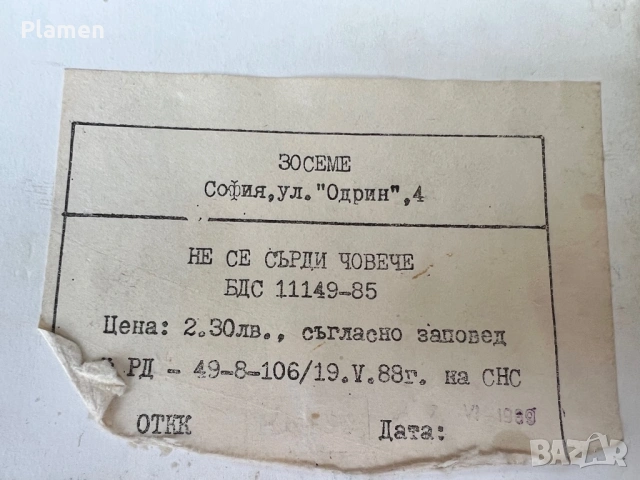 Plamen
ЗОСЕМЕ
София,ул."Одрин",4
НЕ СЕ СЪРДИ ЧОВЕЧЕ
БДС 11149-85
Цена: 2.30лв., съгласно заповед
РД - 49-8-106/19.V.88г. на СНС
ОТКК Дата:
BAZAR